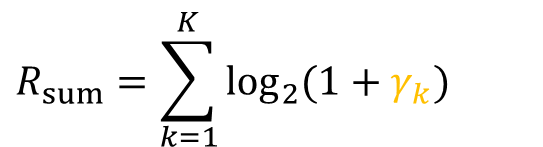 R_sum = ∑_{k=1}^{K} log₂(1 + γ_k)